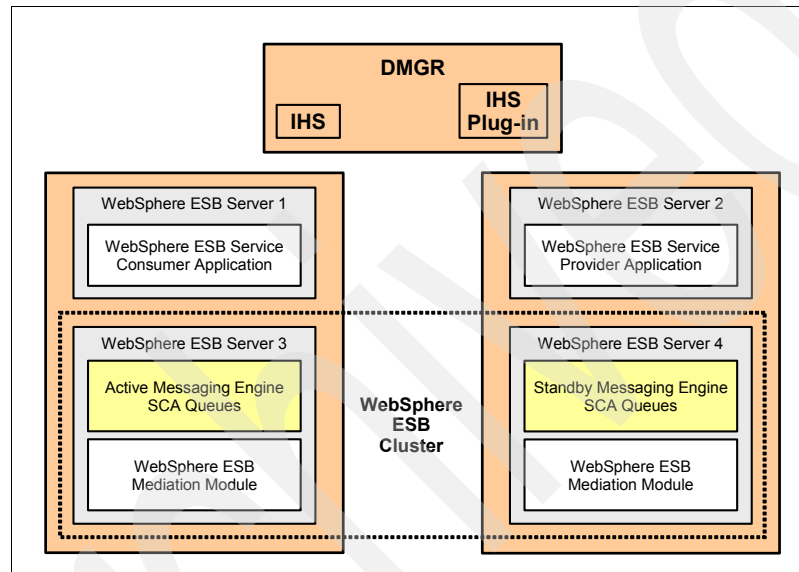 DMGR
IHS
IHS
Plug-in
WebSphere ESB Server 1
WebSphere ESB Service
Consumer Application
WebSphere ESB Server 2
WebSphere ESB Service
Provider Application
WebSphere ESB Server 3
Active Messaging Engine
SCA Queues
WebSphere ESB
Mediation Module
WebSphere
ESB
Cluster
WebSphere ESB Server 4
Standby Messaging Engine
SCA Queues
WebSphere ESB
Mediation Module